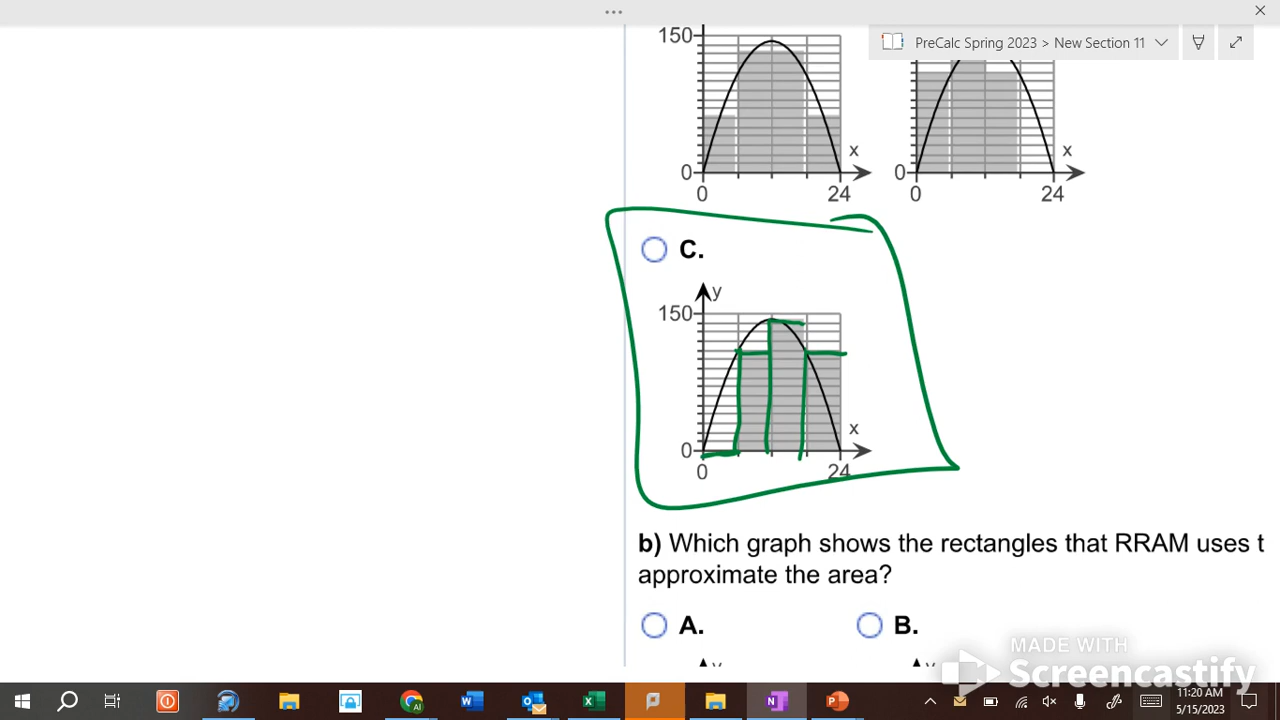 150
PreCalc Spring 2023 > New Section 11
x
x
0
0
0
24
0
24
C.
y
150
x
0
0
24
b) Which graph shows the rectangles that RRAM uses t
approximate the area?
A.
B.
y
y
MADE WITH
Screencastify
11:20 AM
5/15/2023